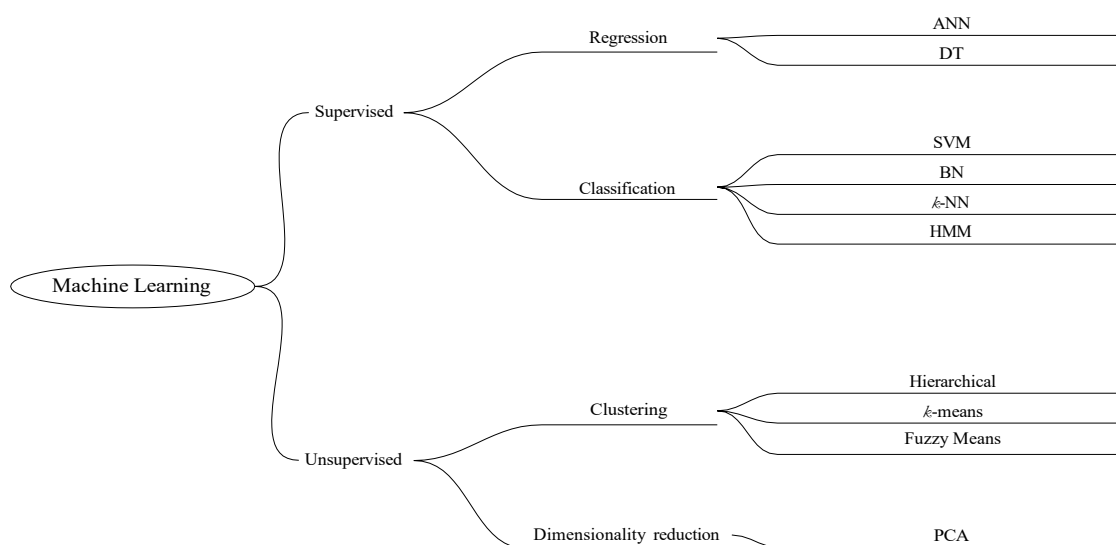 Machine Learning
Supervised
Regression
ANN
DT
Classification
SVM
BN
k-NN
HMM
Unsupervised
Clustering
Hierarchical
k-means
Fuzzy Means
Dimensionality reduction
PCA